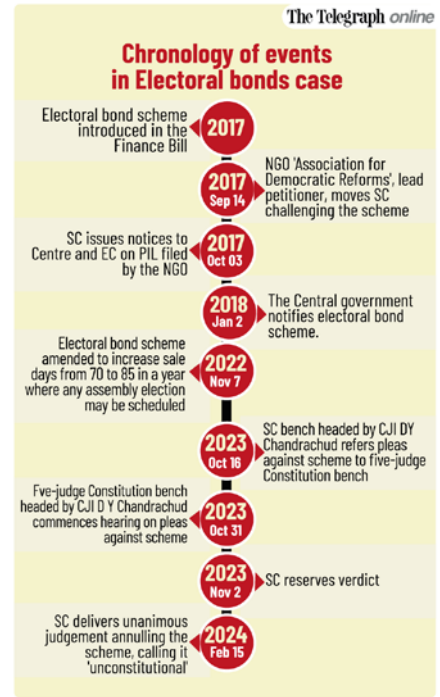 The Telegraph online
Chronology of events
in Electoral bonds case
Electoral bond scheme
introduced in the
Finance Bill
2017
2017
Sep 14
NGO 'Association for
Democratic Reforms', lead
petitioner, moves SC
challenging the scheme
SC issues notices to
Centre and EC on PIL filed
by the NGO
2017
Oct 03
2018
Jan 2
The Central government
notifies electoral bond
scheme.
Electoral bond scheme
amended to increase sale
days from 70 to 85 in a year
where any assembly election
may be scheduled
2022
Nov 7
2023
Oct 16
SC bench headed by CJI DY
Chandrachud refers pleas
against scheme to five-judge
Constitution bench
Fve-judge Constitution bench
headed by CJI D Y Chandrachud
commences hearing on pleas
against scheme
2023
Oct 31
2023
Nov 2
SC reserves verdict
SC delivers unanimous
judgement annulling the
scheme, calling it
'unconstitutional'
2024
Feb 15